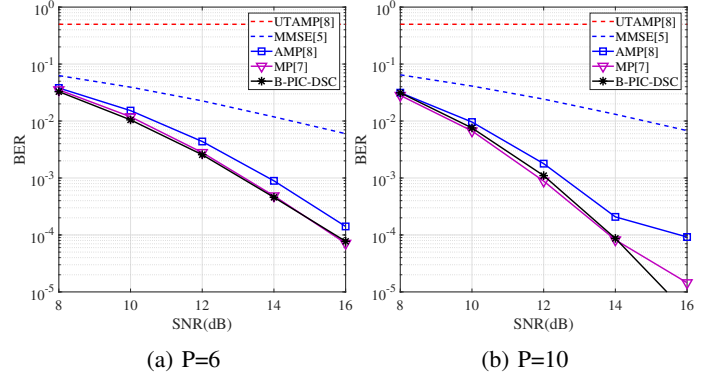 10^0
10^-1
10^-2
10^-3
10^-4
10^-5
BER
8 10 12 14 16
SNR(dB)
UTAMP[8]
MMSE[5]
AMP[8]
MP[7]
B-PIC-DSC
(a) P=6
10^0
10^-1
10^-2
10^-3
10^-4
10^-5
BER
8 10 12 14 16
SNR(dB)
UTAMP[8]
MMSE[5]
AMP[8]
MP[7]
B-PIC-DSC
(b) P=10